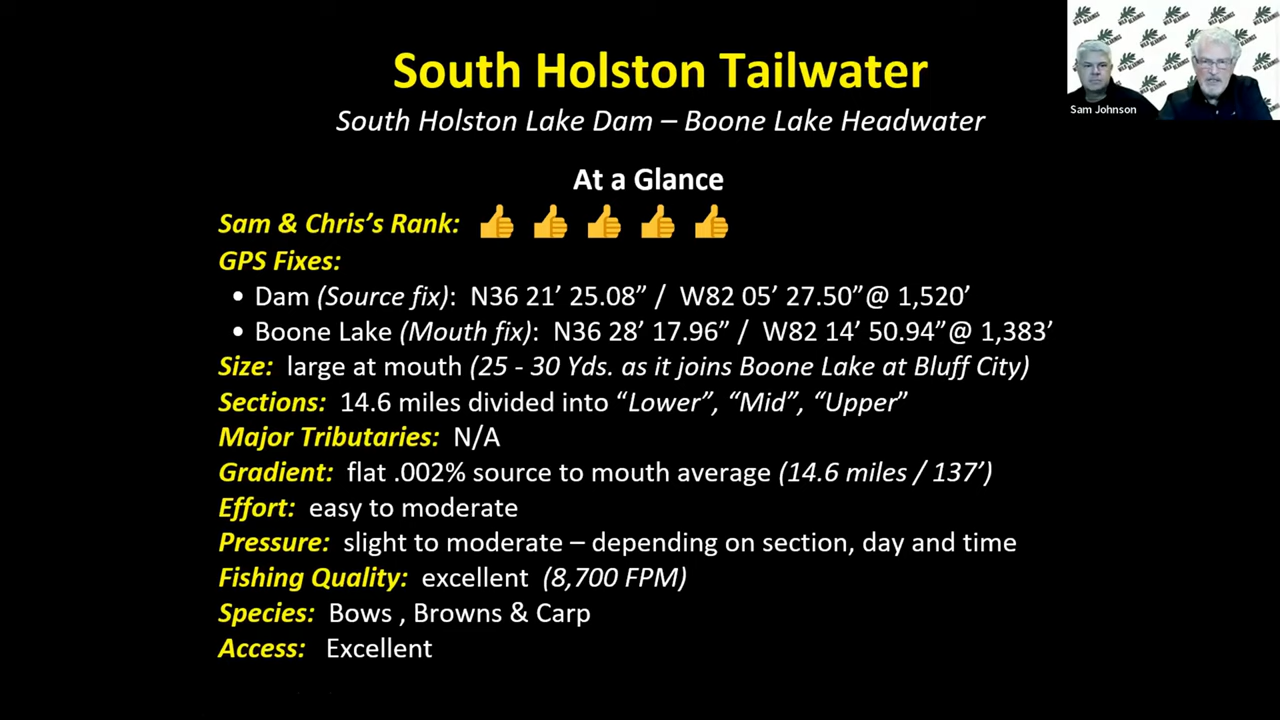 South Holston Tailwater
South Holston Lake Dam – Boone Lake Headwater
At a Glance
Sam & Chris's Rank: 👍 👍 👍 👍 👍
GPS Fixes:
• Dam (Source fix): N36 21’ 25.08” / W82 05’ 27.50”@ 1,520’
• Boone Lake (Mouth fix): N36 28’ 17.96” / W82 14’ 50.94”@ 1,383’
Size: large at mouth (25 - 30 Yds. as it joins Boone Lake at Bluff City)
Sections: 14.6 miles divided into “Lower”, “Mid”, “Upper”
Major Tributaries: N/A
Gradient: flat .002% source to mouth average (14.6 miles / 137’)
Effort: easy to moderate
Pressure: slight to moderate – depending on section, day and time
Fishing Quality: excellent (8,700 FPM)
Species: Bows , Browns & Carp
Access: Excellent
Sam Johnson